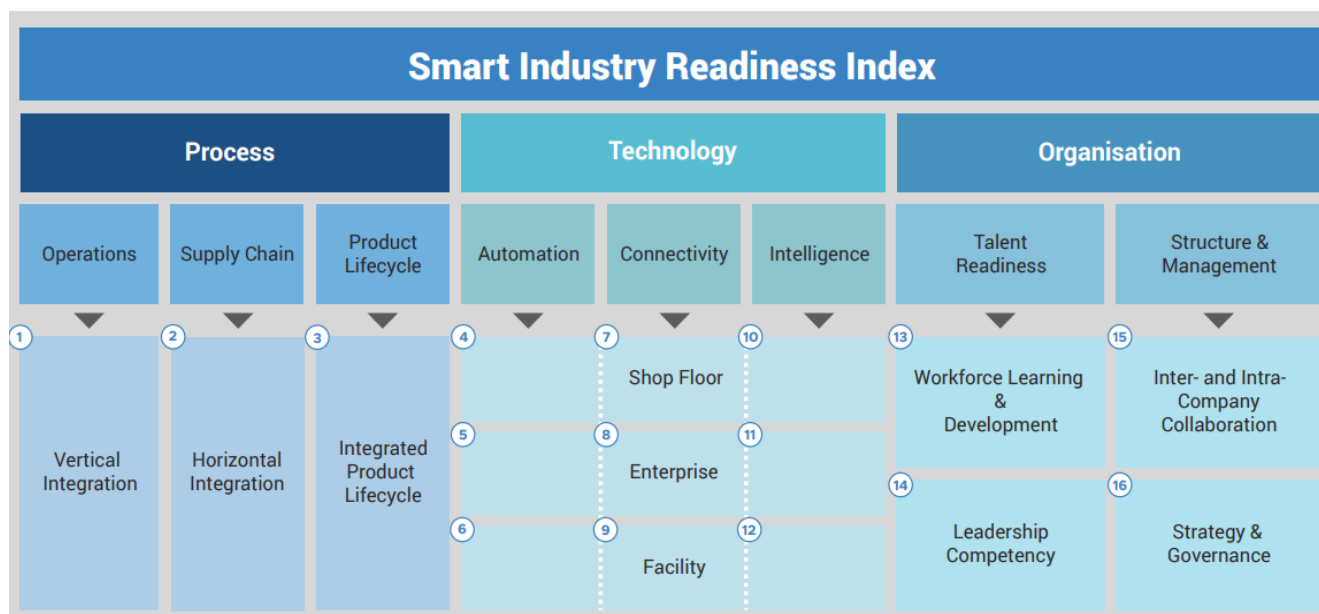 Smart Industry Readiness Index
Process
Technology
Organisation
Operations
Supply Chain
Product
Lifecycle
Automation
Connectivity
Intelligence
Talent
Readiness
Structure &
Management
1
Vertical
Integration
2
Horizontal
Integration
3
Integrated
Product
Lifecycle
4
7
10
Shop Floor
5
8
11
Enterprise
6
9
12
Facility
13
Workforce Learning
&
Development
14
Leadership
Competency
15
Inter- and Intra-
Company
Collaboration
16
Strategy &
Governance